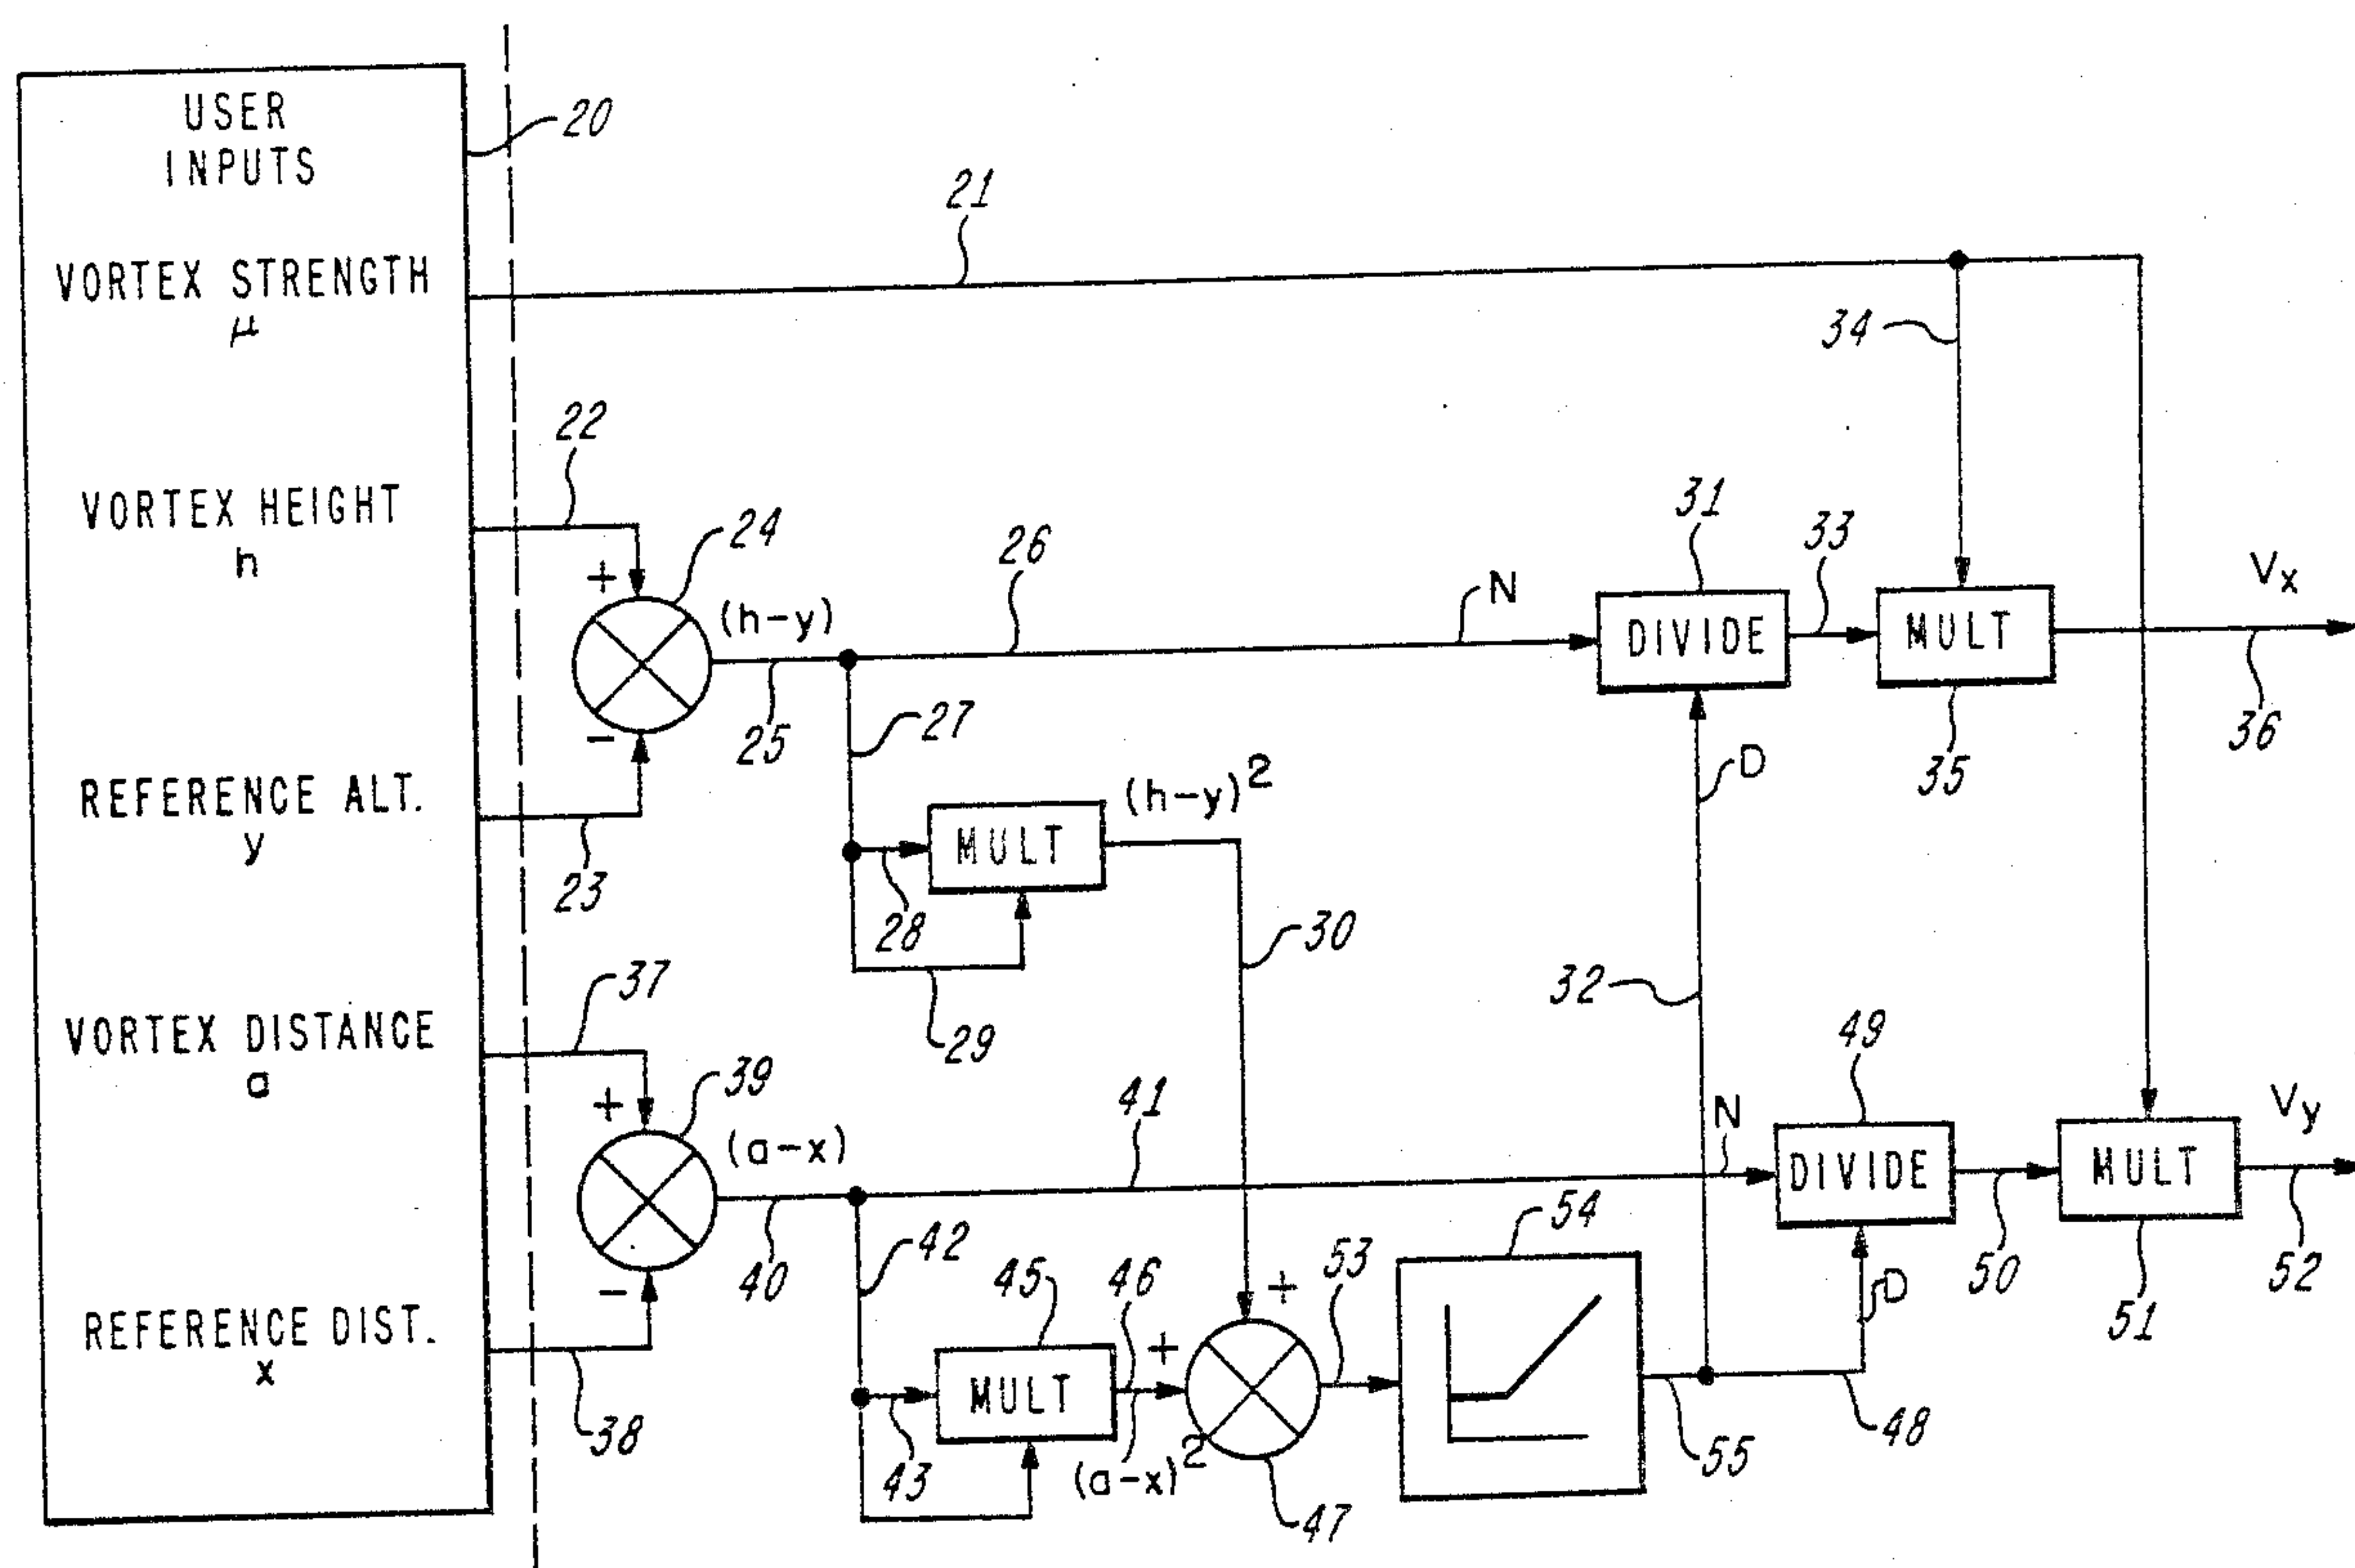 USER
INPUTS
20
VORTEX STRENGTH
μ
21
34
VORTEX HEIGHT
h
22
+
24
(h-y)
25
26
N
31
DIVIDE
33
MULT
35
Vx
36
27
REFERENCE ALT.
y
23
-
MULT
(h-y)²
28
29
30
D
32
VORTEX DISTANCE
a
37
+
39
(a-x)
40
41
N
49
DIVIDE
50
MULT
51
Vy
52
REFERENCE DIST.
x
38
-
42
43
45
MULT
46
(a-x)²
+
+
47
53
54
55
D
48